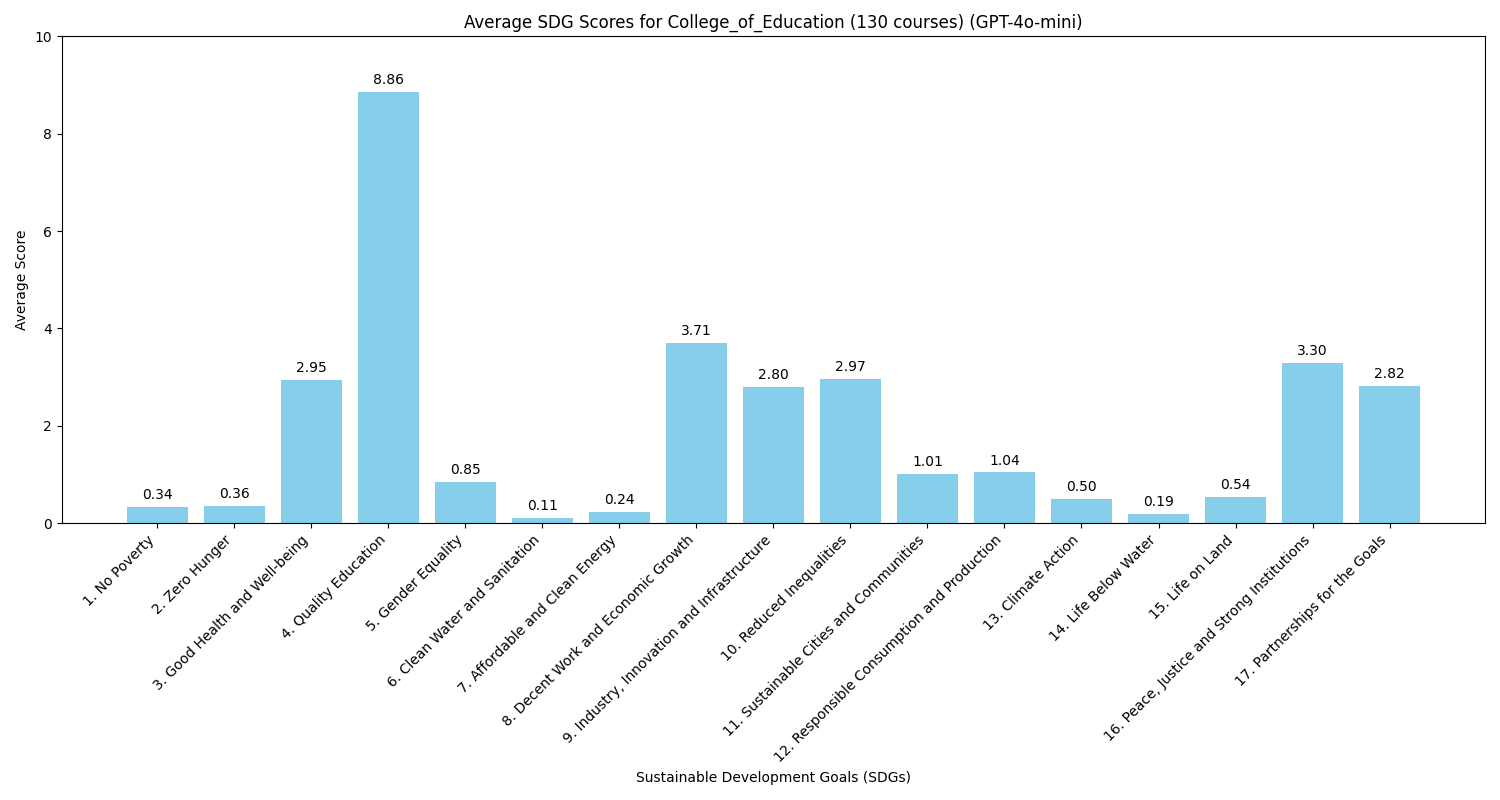 Average SDG Scores for College_of_Education (130 courses) (GPT-4o-mini)
Average Score
10
8
6
4
2
0
0.34
0.36
2.95
8.86
0.85
0.11
0.24
3.71
2.80
2.97
1.01
1.04
0.50
0.19
0.54
3.30
2.82
1. No Poverty
2. Zero Hunger
3. Good Health and Well-being
4. Quality Education
5. Gender Equality
6. Clean Water and Sanitation
7. Affordable and Clean Energy
8. Decent Work and Economic Growth
9. Industry, Innovation and Infrastructure
10. Reduced Inequalities
11. Sustainable Cities and Communities
12. Responsible Consumption and Production
13. Climate Action
14. Life Below Water
15. Life on Land
16. Peace, Justice and Strong Institutions
17. Partnerships for the Goals
Sustainable Development Goals (SDGs)